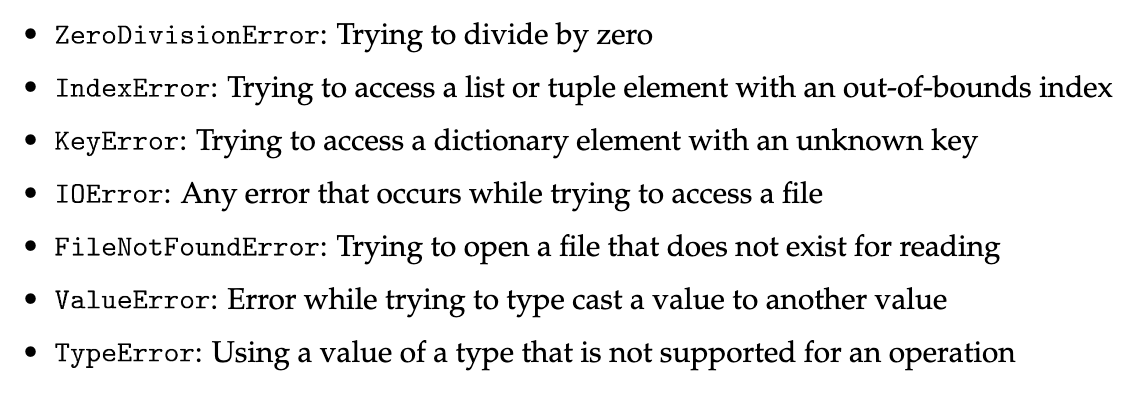 • ZeroDivisionError: Trying to divide by zero
• IndexError: Trying to access a list or tuple element with an out-of-bounds index
• KeyError: Trying to access a dictionary element with an unknown key
• IOError: Any error that occurs while trying to access a file
• FileNotFoundError: Trying to open a file that does not exist for reading
• ValueError: Error while trying to type cast a value to another value
• TypeError: Using a value of a type that is not supported for an operation